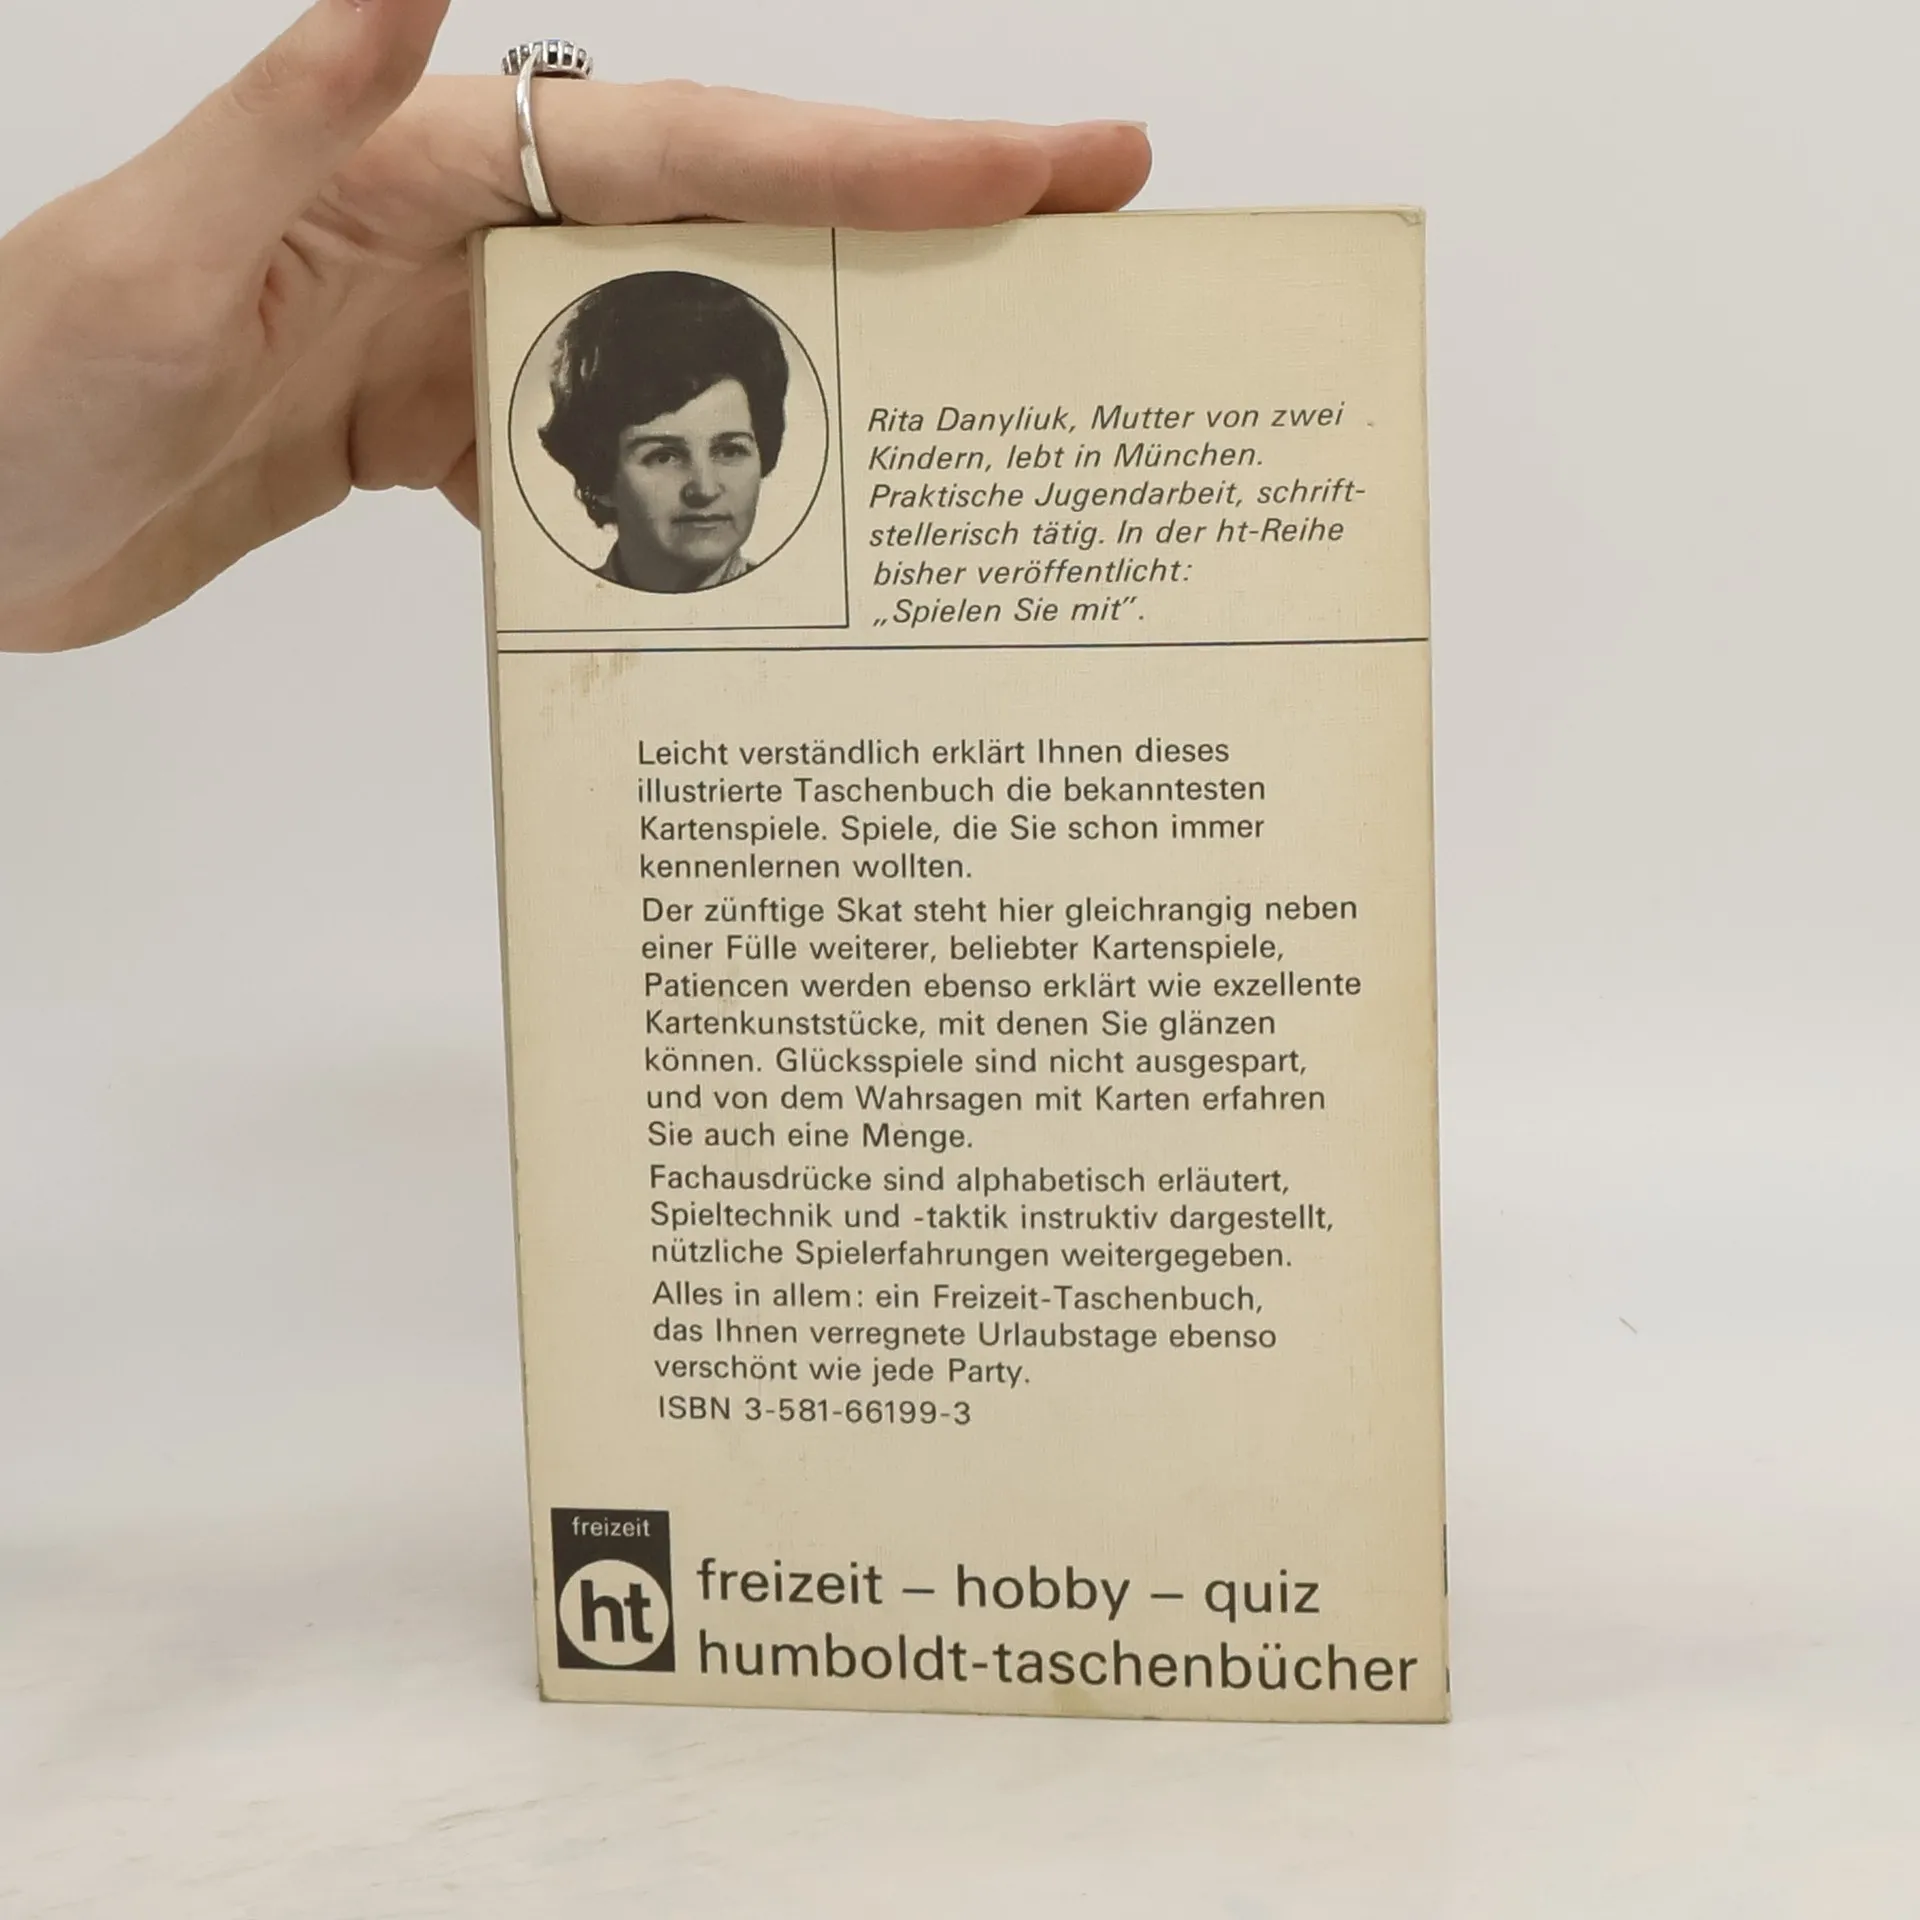 Rita Danyliuk, Mutter von zwei
Kindern, lebt in München.
Praktische Jugendarbeit, schrift-
stellerisch tätig. In der ht-Reihe
bisher veröffentlicht:
„Spielen Sie mit”.
Leicht verständlich erklärt Ihnen dieses
illustrierte Taschenbuch die bekanntesten
Kartenspiele. Spiele, die Sie schon immer
kennenlernen wollten.
Der zünftige Skat steht hier gleichrangig neben
einer Fülle weiterer, beliebter Kartenspiele,
Patiencen werden ebenso erklärt wie exzellente
Kartenkunststücke, mit denen Sie glänzen
können. Glücksspiele sind nicht ausgespart,
und von dem Wahrsagen mit Karten erfahren
Sie auch eine Menge.
Fachausdrücke sind alphabetisch erläutert,
Spieltechnik und -taktik instruktiv dargestellt,
nützliche Spielerfahrungen weitergegeben.
Alles in allem: ein Freizeit-Taschenbuch,
das Ihnen verregnete Urlaubstage ebenso
verschönt wie jede Party.
ISBN 3-581-66199-3
freizeit
ht
freizeit – hobby – quiz
humboldt-taschenbücher